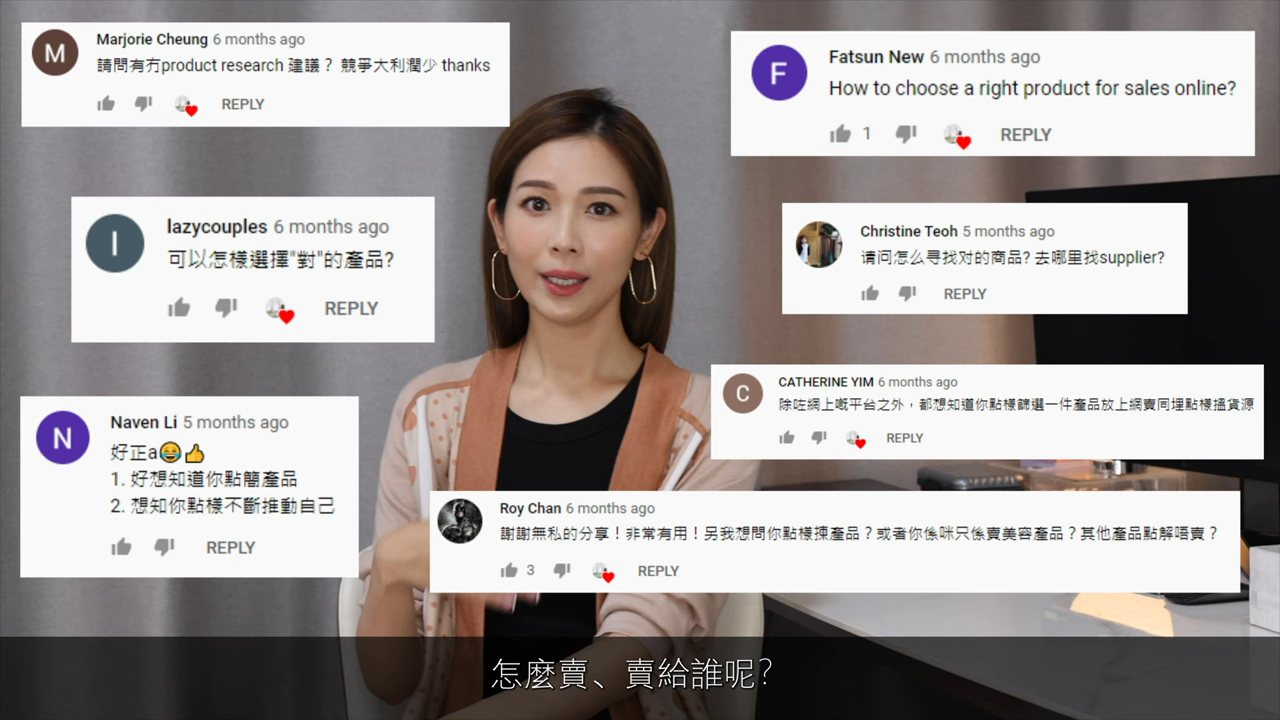 Marjorie Cheung 6 months ago
請問有冇product research 建議？ 競爭大利潤少 thanks
REPLY
Fatsun New 6 months ago
How to choose a right product for sales online?
1 REPLY
lazycouples 6 months ago
可以怎樣選擇"對"的產品?
REPLY
Christine Teoh 5 months ago
请问怎么寻找对的商品? 去哪里找supplier?
REPLY
CATHERINE YIM 6 months ago
除咗網上嘅平台之外，都想知道你點樣篩選一件產品放上網賣同埋點樣搵貨源
REPLY
Naven Li 5 months ago
好正a😂👍
1. 好想知道你點簡產品
2. 想知你點樣不斷推動自己
REPLY
Roy Chan 6 months ago
謝謝無私的分享！非常有用！另我想問你點樣揀產品？或者你係咪只係賣美容產品？其他產品點解唔賣？
3 REPLY
怎麼賣、賣給誰呢?